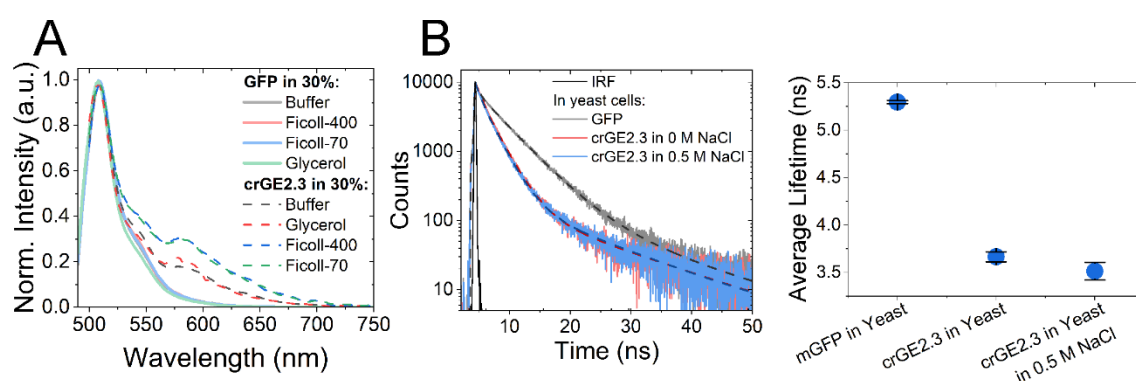 A
Norm. Intensity (a.u.)
1.0
0.8
0.6
0.4
0.2
0.0
GFP in 30%:
Buffer
Ficoll-400
Ficoll-70
Glycerol
crGE2.3 in 30%:
Buffer
Glycerol
Ficoll-400
Ficoll-70
500 550 600 650 700 750
Wavelength (nm)
B
Counts
10000
1000
100
10
IRF
In yeast cells:
GFP
crGE2.3 in 0 M NaCl
crGE2.3 in 0.5 M NaCl
10 20 30 40 50
Time (ns)
Average Lifetime (ns)
5.5
5.0
4.5
4.0
3.5
mGFP in Yeast
crGE2.3 in Yeast
crGE2.3 in Yeast
in 0.5 M NaCl